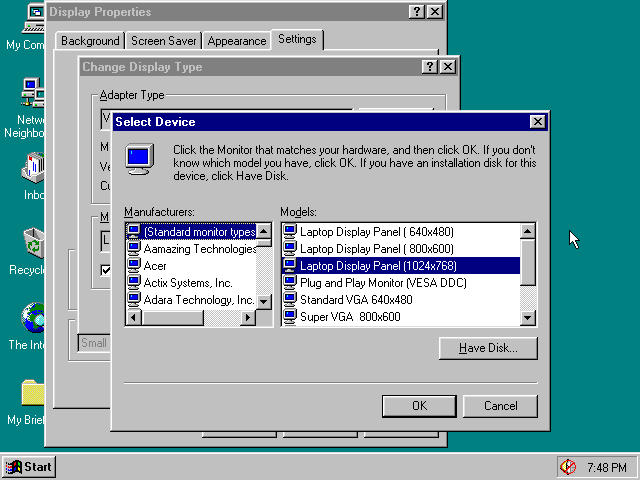 Display Properties
My Com
Background
Screen Saver
Appearance
Settings
Change Display Type
Adapter Type
V
Netw
Neighbo
M
Ve
Cu
Select Device
Click the Monitor that matches your hardware, and then click OK. If you don't
know which model you have, click OK. If you have an installation disk for this
device, click Have Disk.
Inbo
M
L
Manufacturers:
(Standard monitor types
Aamazing Technologies
Acer
Actix Systems, Inc.
Adara Technology, Inc.
Models:
Laptop Display Panel ( 640x480)
Laptop Display Panel ( 800x600)
Laptop Display Panel (1024x768)
Plug and Play Monitor (VESA DDC)
Standard VGA 640x480
Super VGA 800x600
Recycl
The Inte
Small
Have Disk...
OK
Cancel
My Brief
Start
7:48 PM